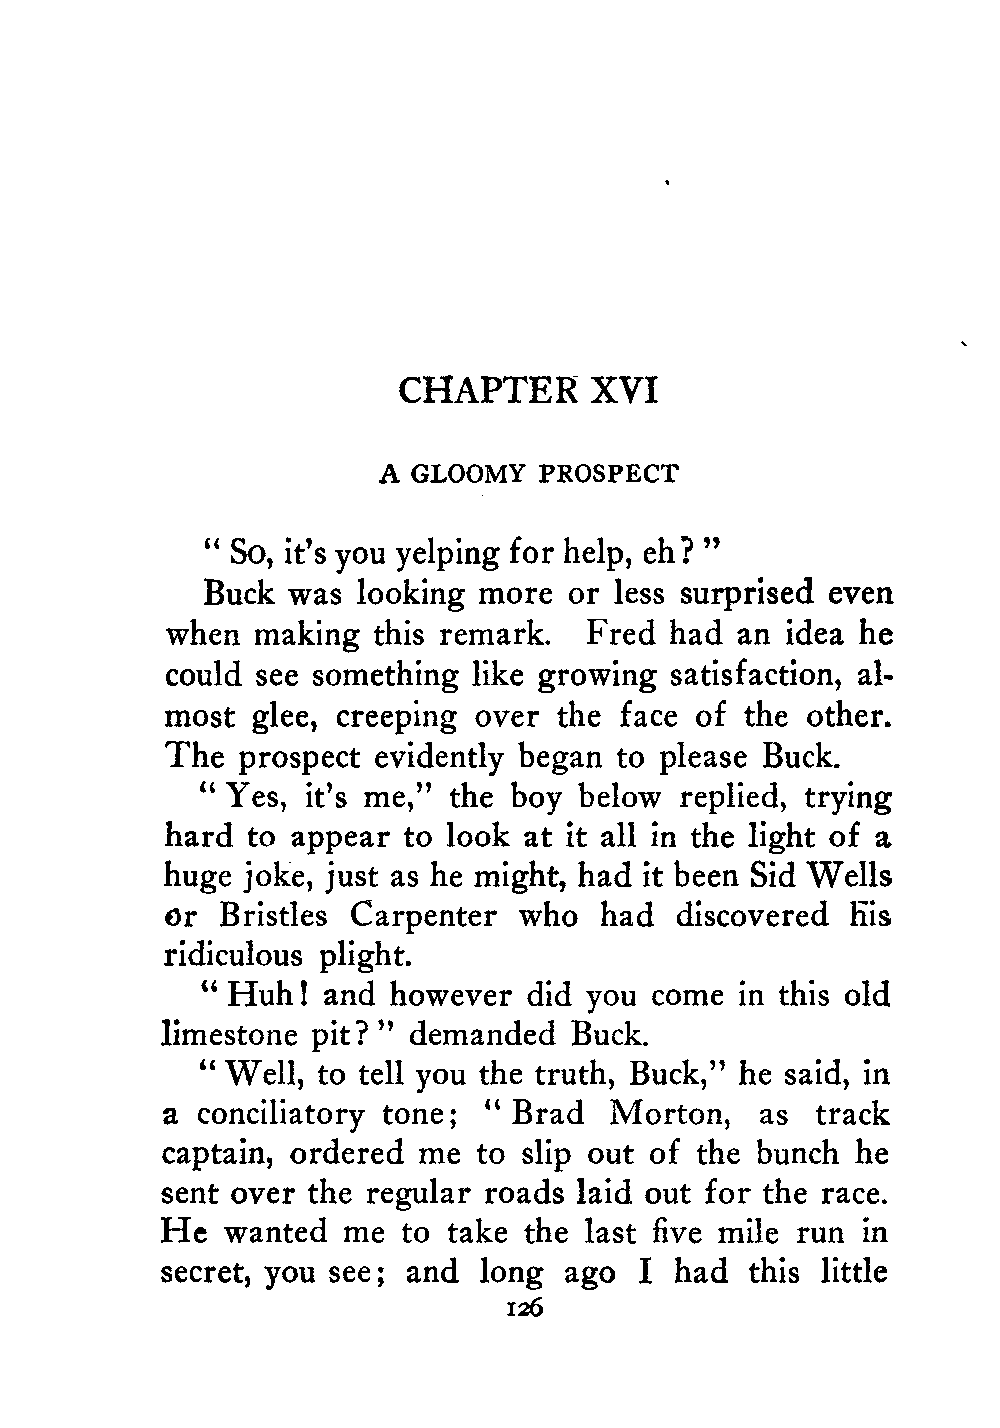 CHAPTER XVI
A GLOOMY PROSPECT
" So, it's you yelping for help, eh? "
Buck was looking more or less surprised even
when making this remark. Fred had an idea he
could see something like growing satisfaction, al-
most glee, creeping over the face of the other.
The prospect evidently began to please Buck.
" Yes, it's me," the boy below replied, trying
hard to appear to look at it all in the light of a
huge joke, just as he might, had it been Sid Wells
or Bristles Carpenter who had discovered his
ridiculous plight.
" Huh! and however did you come in this old
limestone pit? " demanded Buck.
" Well, to tell you the truth, Buck," he said, in
a conciliatory tone; " Brad Morton, as track
captain, ordered me to slip out of the bunch he
sent over the regular roads laid out for the race.
He wanted me to take the last five mile run in
secret, you see; and long ago I had this little
126